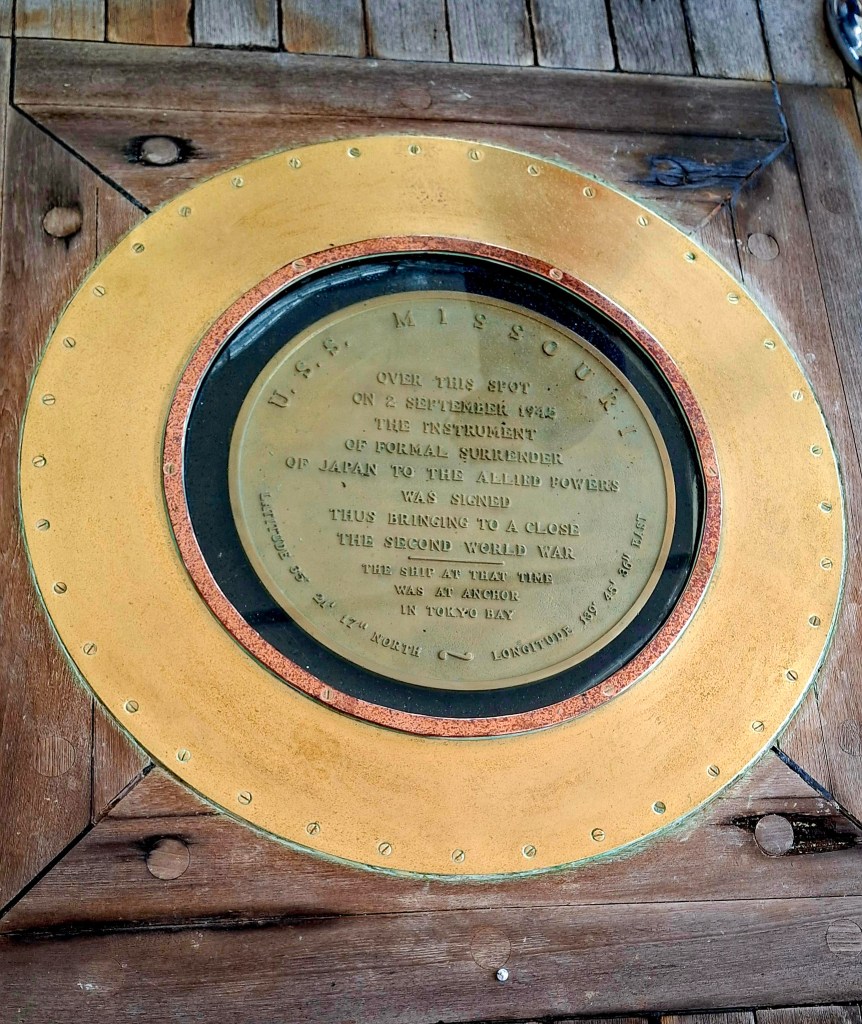 U. S. S. MISSOURI
OVER THIS SPOT
ON 2 SEPTEMBER 1945
THE INSTRUMENT
OF FORMAL SURRENDER
OF JAPAN TO THE ALLIED POWERS
WAS SIGNED
THUS BRINGING TO A CLOSE
THE SECOND WORLD WAR
THE SHIP AT THAT TIME
WAS AT ANCHOR
IN TOKYO BAY
LATITUDE 35° 21' 17" NORTH ~ LONGITUDE 139° 45' 36" EAST